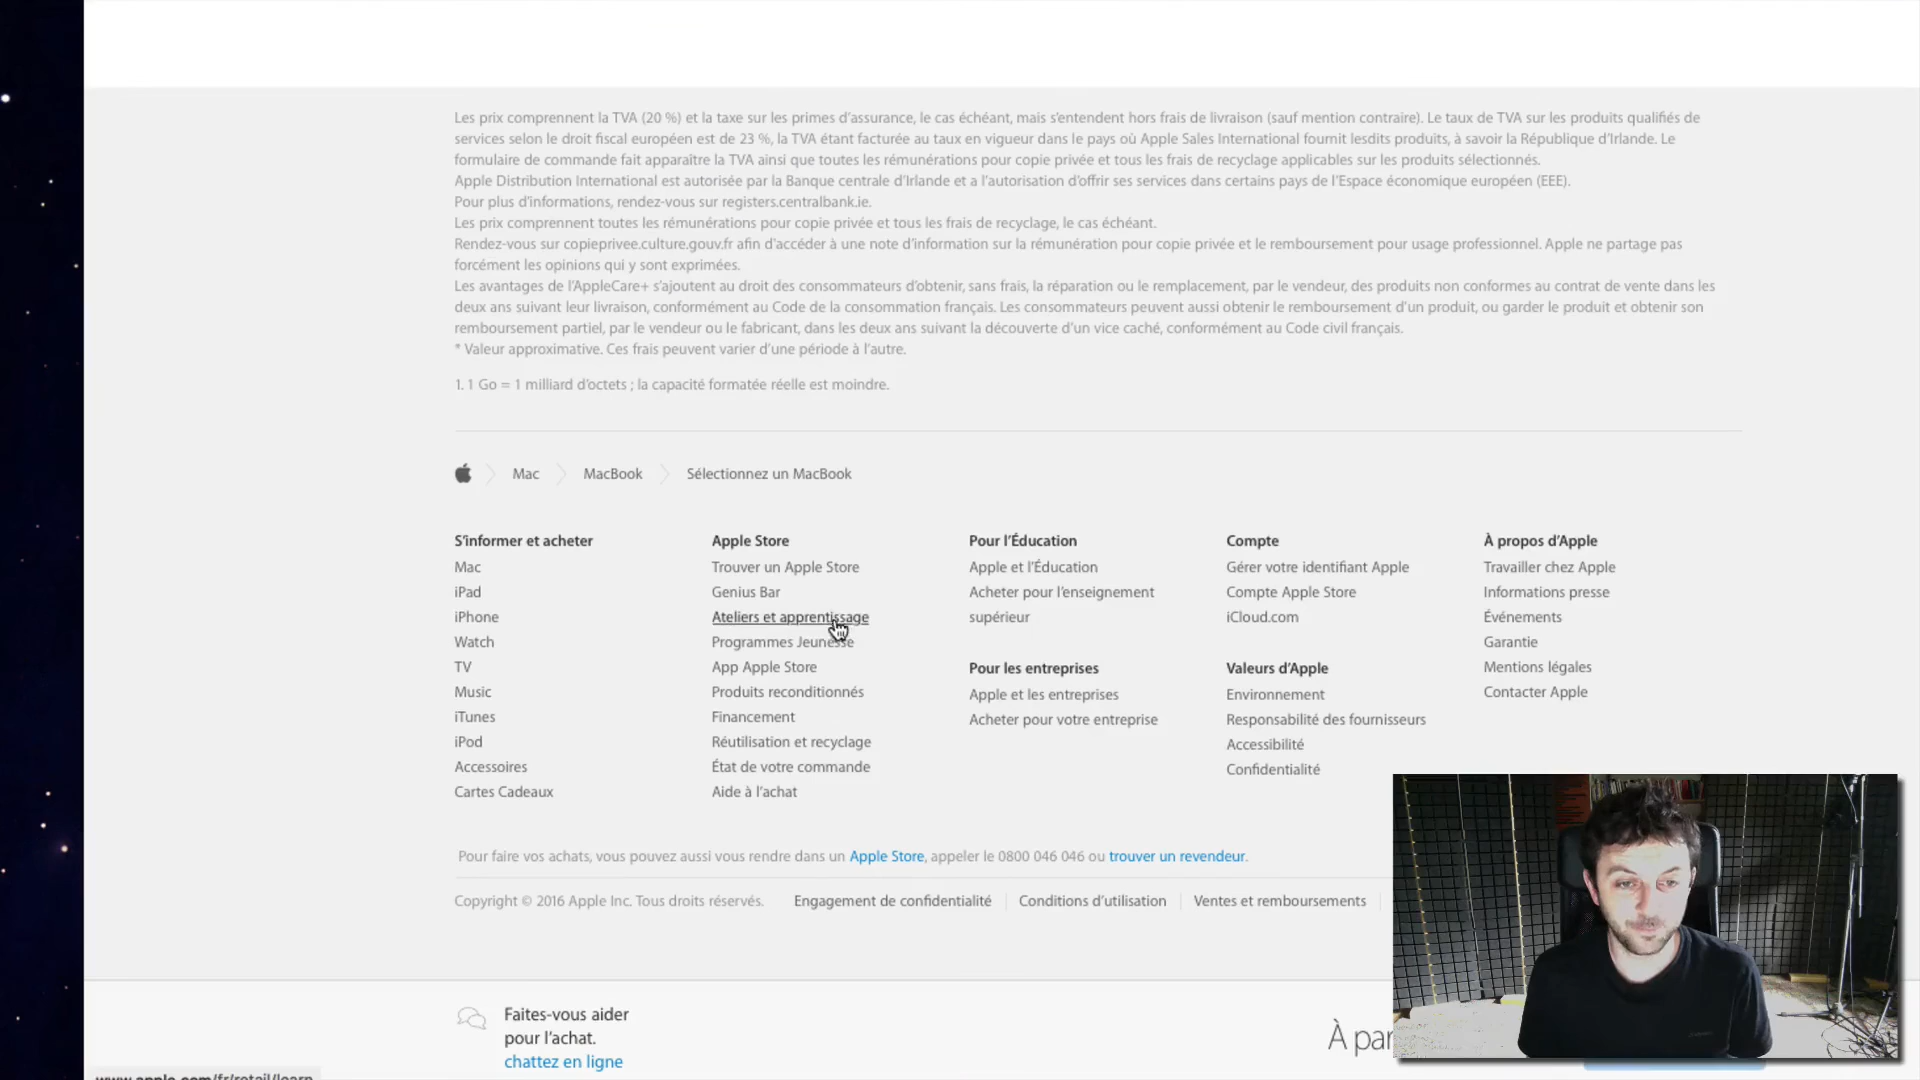 Les prix comprennent la TVA (20 %) et la taxe sur les primes d’assurance, le cas échéant, mais s’entendent hors frais de livraison (sauf mention contraire). Le taux de TVA sur les produits qualifiés de
services selon le droit fiscal européen est de 23 %, la TVA étant facturée au taux en vigueur dans le pays où Apple Sales International fournit lesdits produits, à savoir la République d’Irlande. Le
formulaire de commande fait apparaître la TVA ainsi que toutes les rémunérations pour copie privée et tous les frais de recyclage applicables sur les produits sélectionnés.
Apple Distribution International est autorisée par la Banque centrale d’Irlande et a l’autorisation d’offrir ses services dans certains pays de l’Espace économique européen (EEE).
Pour plus d’informations, rendez-vous sur registers.centralbank.ie.
Les prix comprennent toutes les rémunérations pour copie privée et tous les frais de recyclage, le cas échéant.
Rendez-vous sur copieprivee.culture.gouv.fr afin d’accéder à une note d’information sur la rémunération pour copie privée et le remboursement pour usage professionnel. Apple ne partage pas
forcément les opinions qui y sont exprimées.
Les avantages de l’AppleCare+ s’ajoutent au droit des consommateurs d’obtenir, sans frais, la réparation ou le remplacement, par le vendeur, des produits non conformes au contrat de vente dans les
deux ans suivant leur livraison, conformément au Code de la consommation français. Les consommateurs peuvent aussi obtenir le remboursement d’un produit, ou garder le produit et obtenir son
remboursement partiel, par le vendeur ou le fabricant, dans les deux ans suivant la découverte d’un vice caché, conformément au Code civil français.
* Valeur approximative. Ces frais peuvent varier d’une période à l’autre.
1. 1 Go = 1 milliard d’octets ; la capacité formatée réelle est moindre.
Mac MacBook Sélectionnez un MacBook
S’informer et acheter
Mac
iPad
iPhone
Watch
TV
Music
iTunes
iPod
Accessoires
Cartes Cadeaux
Apple Store
Trouver un Apple Store
Genius Bar
Ateliers et apprentissage
Programmes Jeunesse
App Apple Store
Produits reconditionnés
Financement
Réutilisation et recyclage
État de votre commande
Aide à l’achat
Pour l’Éducation
Apple et l’Éducation
Acheter pour l’enseignement
supérieur
Pour les entreprises
Apple et les entreprises
Acheter pour votre entreprise
Compte
Gérer votre identifiant Apple
Compte Apple Store
iCloud.com
Valeurs d’Apple
Environnement
Responsabilité des fournisseurs
Accessibilité
Confidentialité
À propos d’Apple
Travailler chez Apple
Informations presse
Événements
Garantie
Mentions légales
Contacter Apple
Pour faire vos achats, vous pouvez aussi vous rendre dans un Apple Store, appeler le 0800 046 046 ou trouver un revendeur.
Copyright © 2016 Apple Inc. Tous droits réservés. Engagement de confidentialité Conditions d’utilisation Ventes et remboursements
Faites-vous aider
pour l’achat.
chattez en ligne
À par
www.apple.com/fr/retail/learn